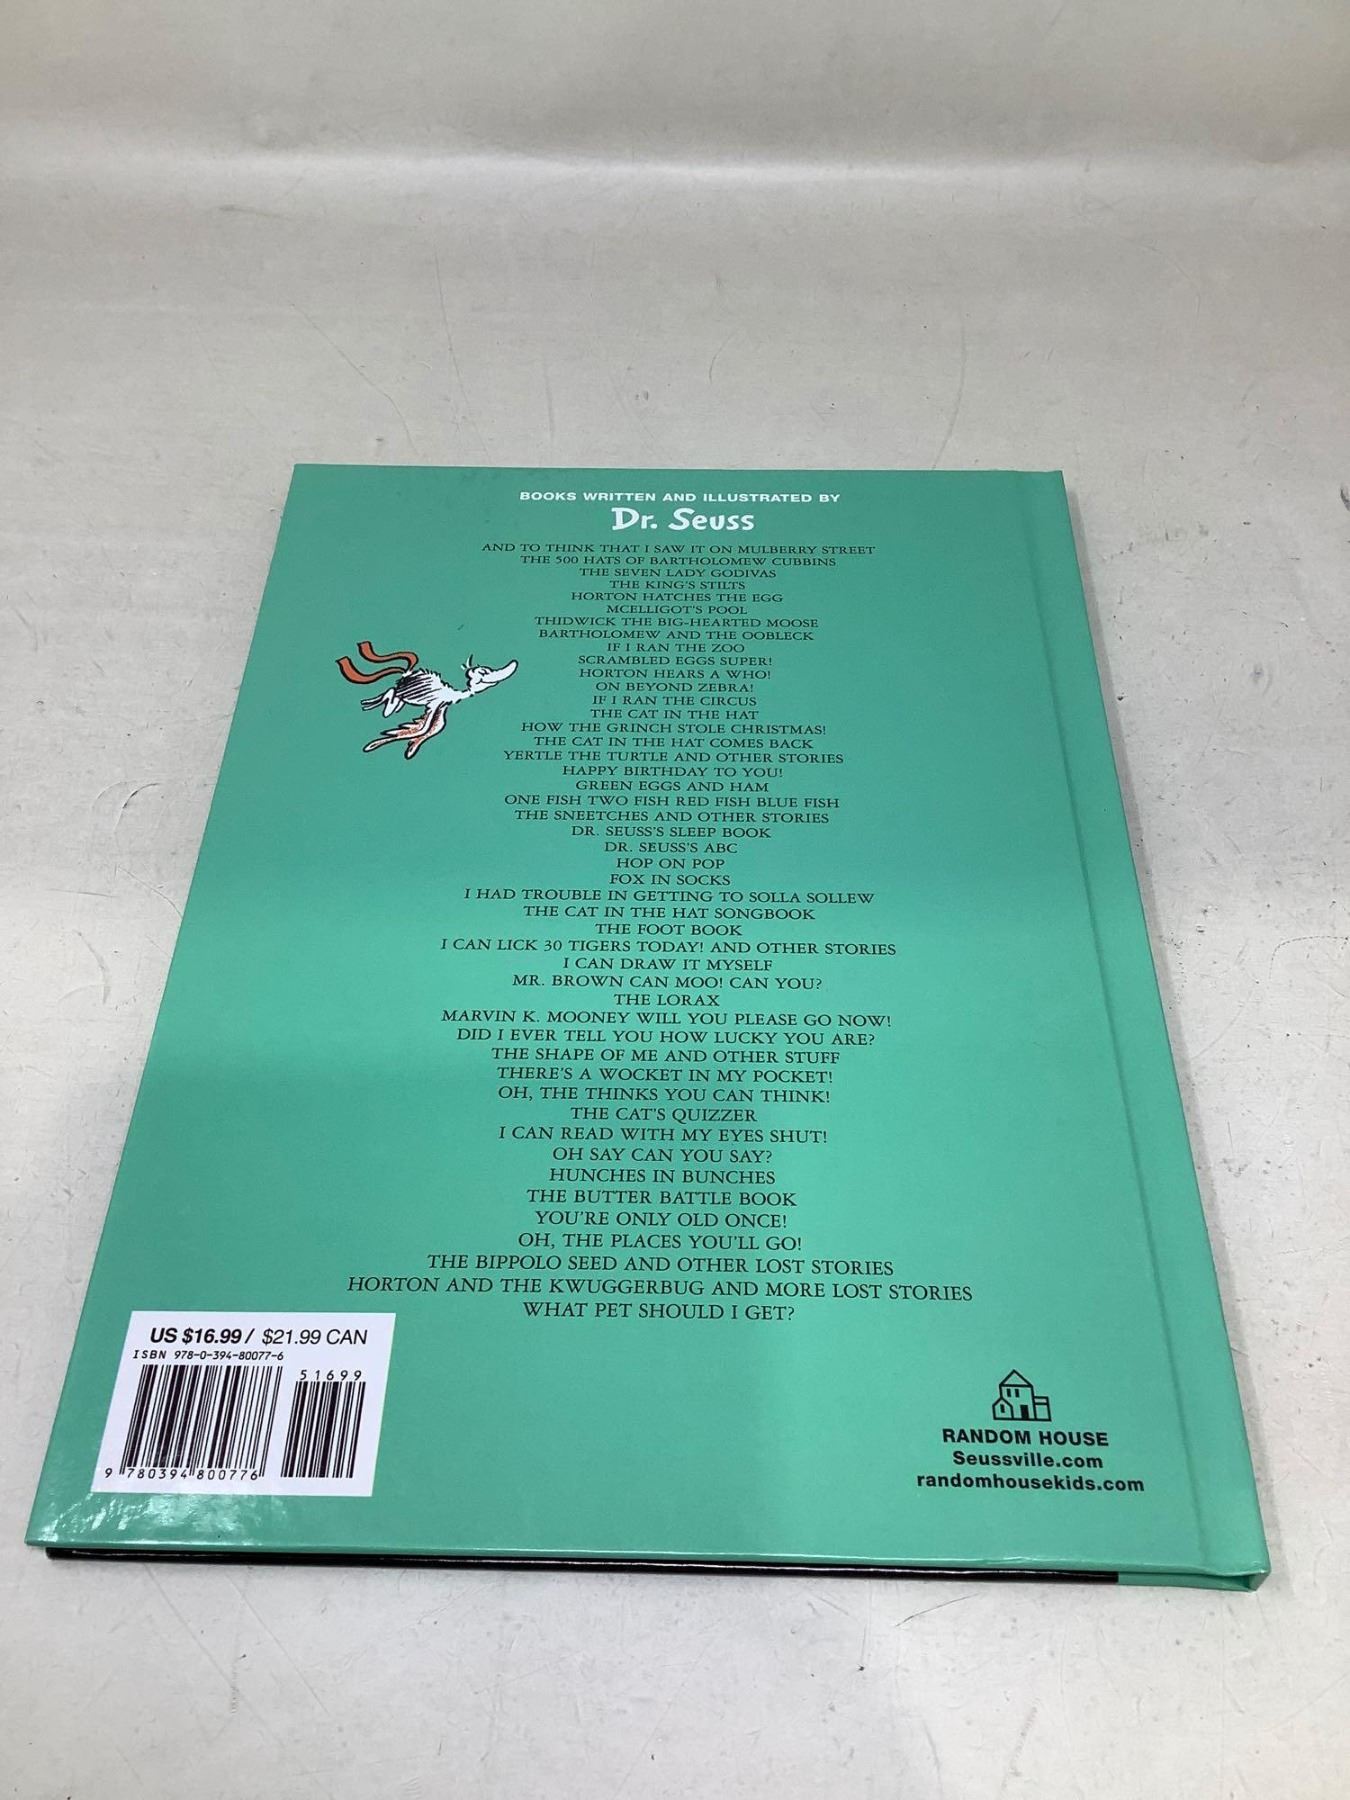 BOOKS WRITTEN AND ILLUSTRATED BY
Dr. Seuss
AND TO THINK THAT I SAW IT ON MULBERRY STREET
THE 500 HATS OF BARTHOLOMEW CUBBINS
THE SEVEN LADY GODIVAS
THE KING'S STILTS
HORTON HATCHES THE EGG
MCELLIGOT'S POOL
THIDWICK THE BIG-HEARTED MOOSE
BARTHOLOMEW AND THE OOBLECK
IF I RAN THE ZOO
SCRAMBLED EGGS SUPER!
HORTON HEARS A WHO!
ON BEYOND ZEBRA!
IF I RAN THE CIRCUS
THE CAT IN THE HAT
HOW THE GRINCH STOLE CHRISTMAS!
THE CAT IN THE HAT COMES BACK
YERTLE THE TURTLE AND OTHER STORIES
HAPPY BIRTHDAY TO YOU!
GREEN EGGS AND HAM
ONE FISH TWO FISH RED FISH BLUE FISH
THE SNEETCHES AND OTHER STORIES
DR. SEUSS'S SLEEP BOOK
DR. SEUSS'S ABC
HOP ON POP
FOX IN SOCKS
I HAD TROUBLE IN GETTING TO SOLLA SOLLEW
THE CAT IN THE HAT SONGBOOK
THE FOOT BOOK
I CAN LICK 30 TIGERS TODAY! AND OTHER STORIES
I CAN DRAW IT MYSELF
MR. BROWN CAN MOO! CAN YOU?
THE LORAX
MARVIN K. MOONEY WILL YOU PLEASE GO NOW!
DID I EVER TELL YOU HOW LUCKY YOU ARE?
THE SHAPE OF ME AND OTHER STUFF
THERE'S A WOCKET IN MY POCKET!
OH, THE THINKS YOU CAN THINK!
THE CAT'S QUIZZER
I CAN READ WITH MY EYES SHUT!
OH SAY CAN YOU SAY?
HUNCHES IN BUNCHES
THE BUTTER BATTLE BOOK
YOU'RE ONLY OLD ONCE!
OH, THE PLACES YOU'LL GO!
THE BIPPOLO SEED AND OTHER LOST STORIES
HORTON AND THE KWUGGERBUG AND MORE LOST STORIES
WHAT PET SHOULD I GET?
US $16.99 / $21.99 CAN
ISBN 978-0-394-80077-6
51699
9 780394 800776
RANDOM HOUSE
Seussville.com
randomhousekids.com